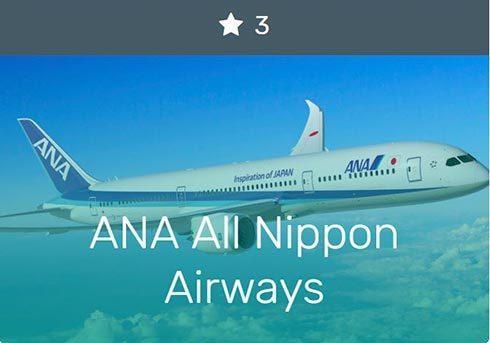 3
ANA
Inspiration of JAPAN
ANA
ANA All Nippon
Airways